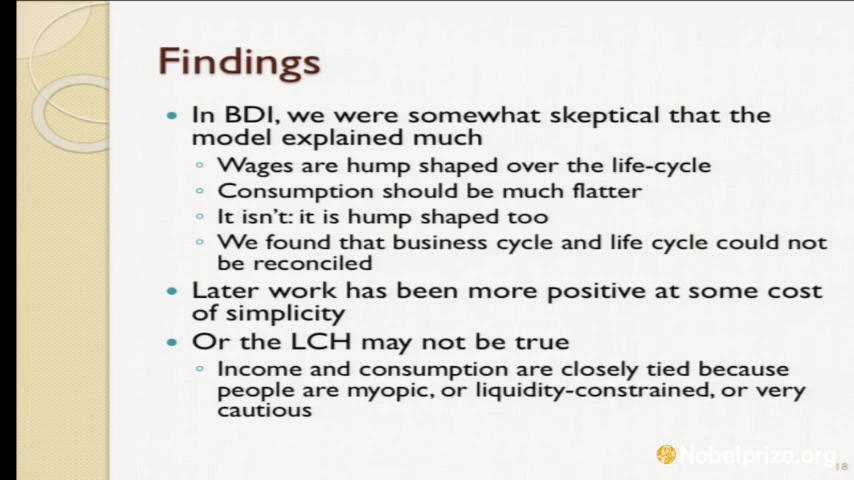 Findings
In BDI, we were somewhat skeptical that the
model explained much
Wages are hump shaped over the life-cycle
Consumption should be much flatter
It isn't: it is hump shaped too
We found that business cycle and life cycle could not
be reconciled
Later work has been more positive at some cost
of simplicity
Or the LCH may not be true
Income and consumption are closely tied because
people are myopic, or liquidity-constrained, or very
cautious
Nobelprize.org
18